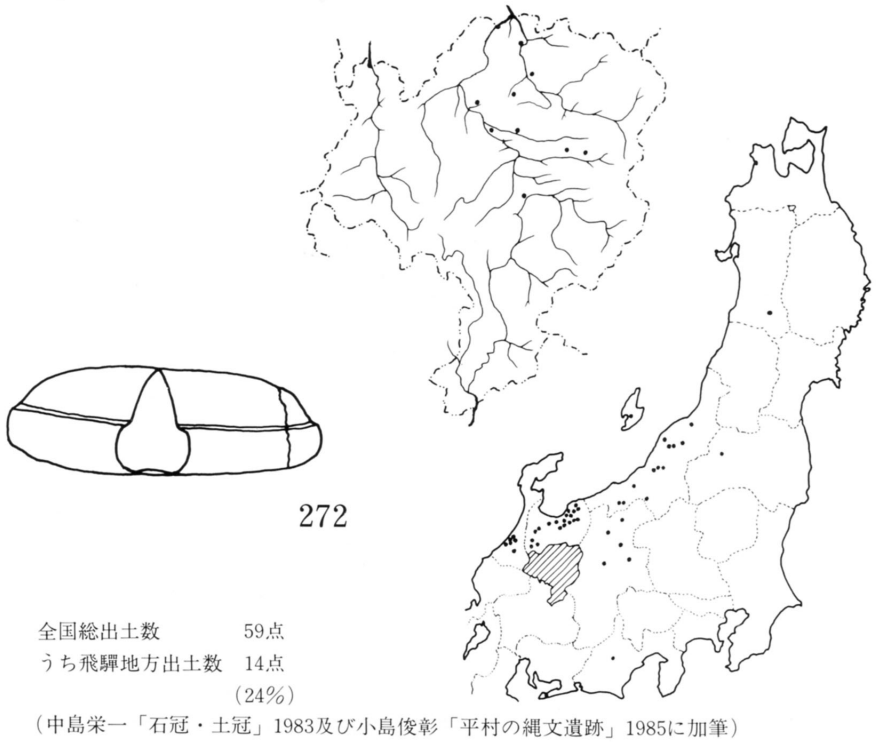 272
全国総出土数 59点
うち飛驒地方出土数 14点
(24%)
(中島栄一「石冠・土冠」1983及び小島俊彰「平村の縄文遺跡」1985に加筆)